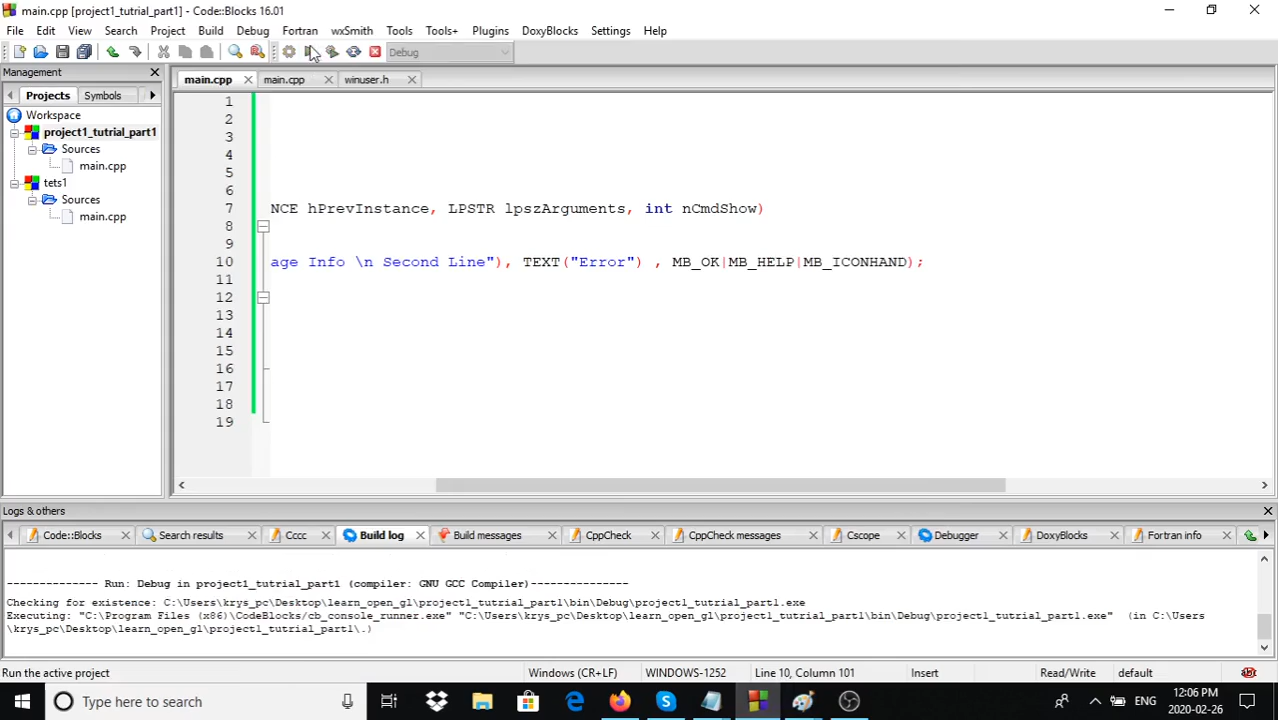 main.cpp [project1_tutrial_part1] - Code::Blocks 16.01
File Edit View Search Project Build Debug Fortran wxSmith Tools Tools+ Plugins DoxyBlocks Settings Help
Debug
Management
main.cpp main.cpp winuser.h
Projects Symbols
Workspace
project1_tutrial_part1
Sources
main.cpp
tets1
Sources
main.cpp
1
2
3
4
5
6
7 NCE hPrevInstance, LPSTR lpszArguments, int nCmdShow)
8
9
10 age Info \n Second Line"), TEXT("Error") , MB_OK|MB_HELP|MB_ICONHAND);
11
12
13
14
15
16
17
18
19
Logs & others
Code::Blocks Search results Cccc Build log Build messages CppCheck CppCheck messages Cscope Debugger DoxyBlocks Fortran info
-------------- Run: Debug in project1_tutrial_part1 (compiler: GNU GCC Compiler)---------------
Checking for existence: C:\Users\krys_pc\Desktop\learn_open_gl\project1_tutrial_part1\bin\Debug\project1_tutrial_part1.exe
Executing: "C:\Program Files (x86)\CodeBlocks/cb_console_runner.exe" "C:\Users\krys_pc\Desktop\learn_open_gl\project1_tutrial_part1\bin\Debug\project1_tutrial_part1.exe" (in C:\Users
\krys_pc\Desktop\learn_open_gl\project1_tutrial_part1\.)
Run the active project Windows (CR+LF) WINDOWS-1252 Line 10, Column 101 Insert Read/Write default
Type here to search
ENG
12:06 PM
2020-02-26